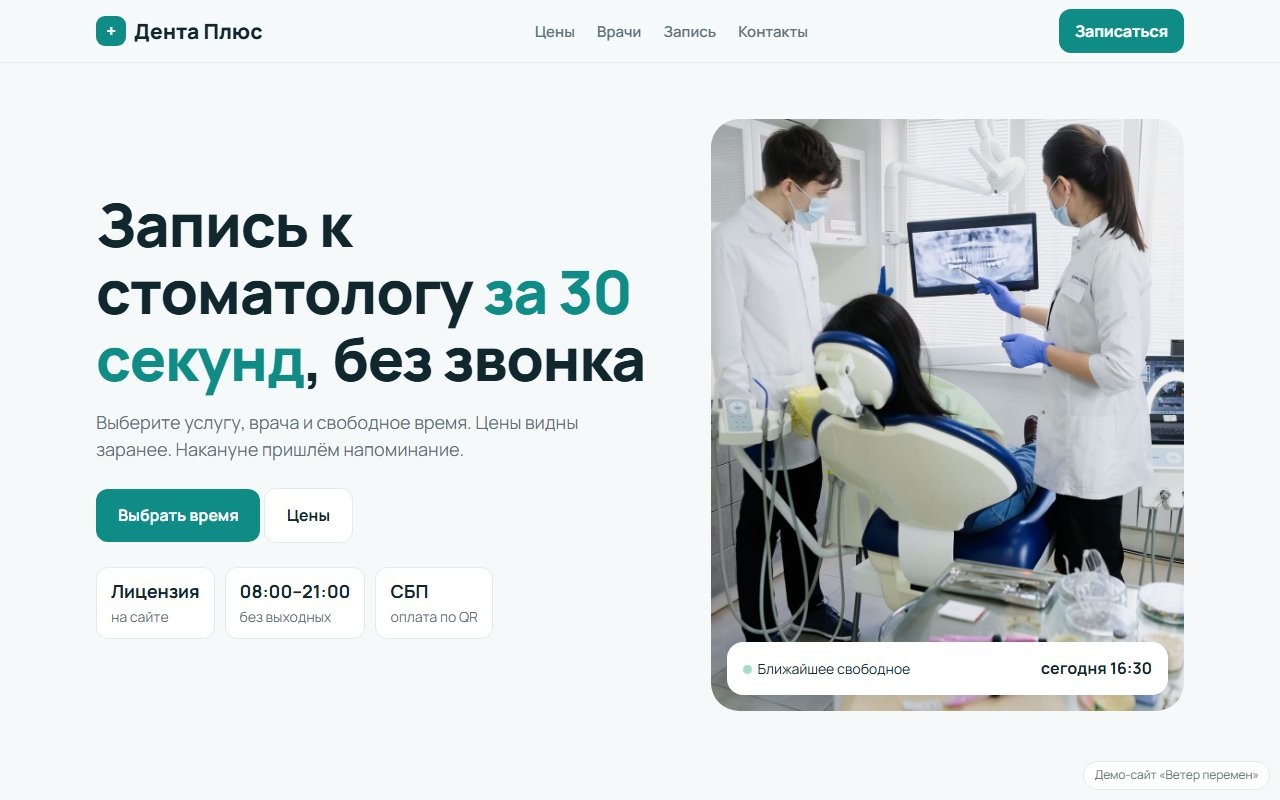 + Дента Плюс
Цены Врачи Запись Контакты
Записаться
Запись к
стоматологу за 30
секунд, без звонка
Выберите услугу, врача и свободное время. Цены видны
заранее. Накануне пришлём напоминание.
Выбрать время
Цены
Лицензия
на сайте
08:00–21:00
без выходных
СБП
оплата по QR
Ближайшее свободное
сегодня 16:30
Демо-сайт «Ветер перемен»